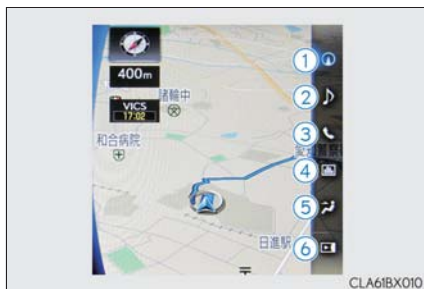 400m
① 
② 
諸輪中
VICS
17:02
③ 
和合病院
④ 
⑤ 
⑥ 
日進駅
CLA61BX010